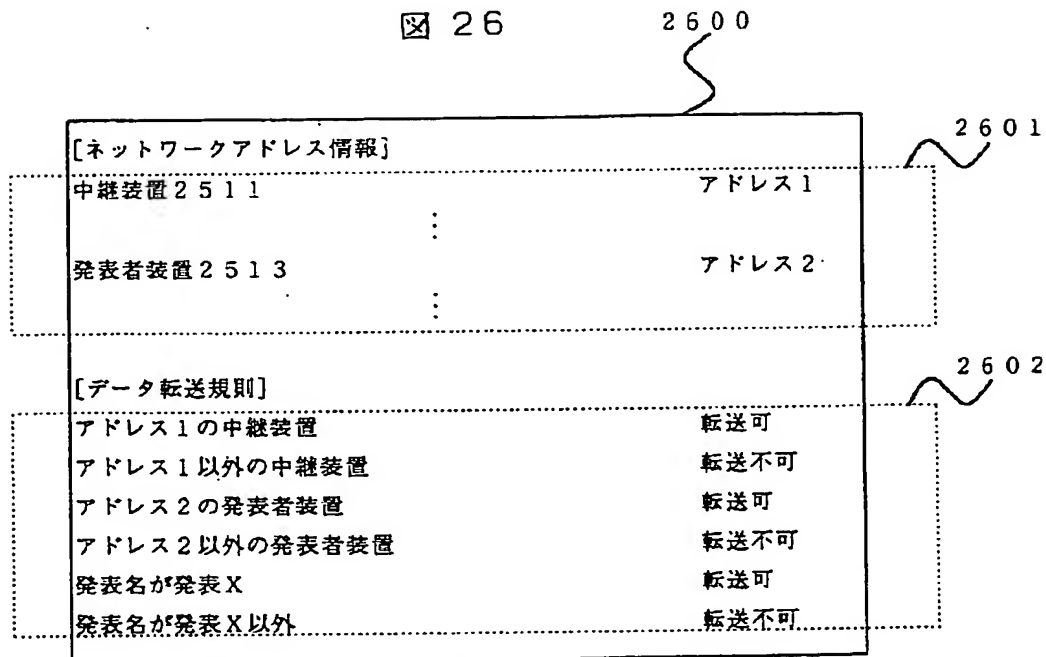 図 26
2600
2601
[ネットワークアドレス情報]
中継装置2511 アドレス1
発表者装置2513 アドレス2
2602
[データ転送規則]
アドレス1の中継装置 転送可
アドレス1以外の中継装置 転送不可
アドレス2の発表者装置 転送可
アドレス2以外の発表者装置 転送不可
発表名が発表X 転送可
発表名が発表X以外 転送不可